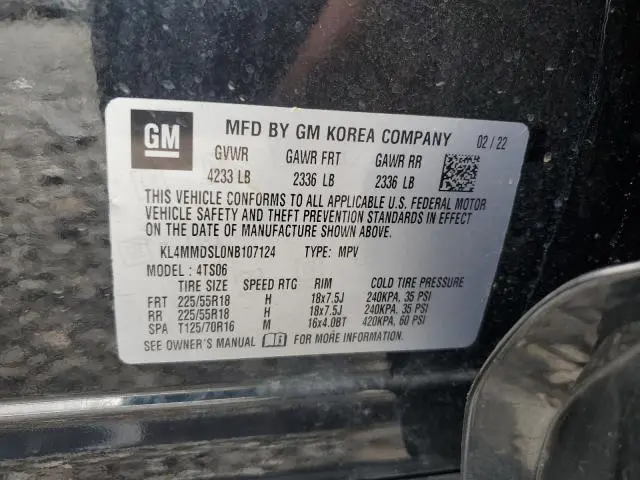 GM MFD BY GM KOREA COMPANY 02/22
GVWR GAWR FRT GAWR RR
4233 LB 2336 LB 2336 LB
THIS VEHICLE CONFORMS TO ALL APPLICABLE U.S. FEDERAL MOTOR
VEHICLE SAFETY AND THEFT PREVENTION STANDARDS IN EFFECT
ON THE DATE OF MANUFACTURE SHOWN ABOVE.
KL4MMDSL0NB107124 TYPE: MPV
MODEL: 4TS06
TIRE SIZE SPEED RTG RIM COLD TIRE PRESSURE
FRT 225/55R18 H 18x7.5J 240KPA, 35 PSI
RR 225/55R18 H 18x7.5J 240KPA, 35 PSI
SPA T125/70R16 M 16x4.0BT 420KPA, 60 PSI
SEE OWNER'S MANUAL FOR MORE INFORMATION.